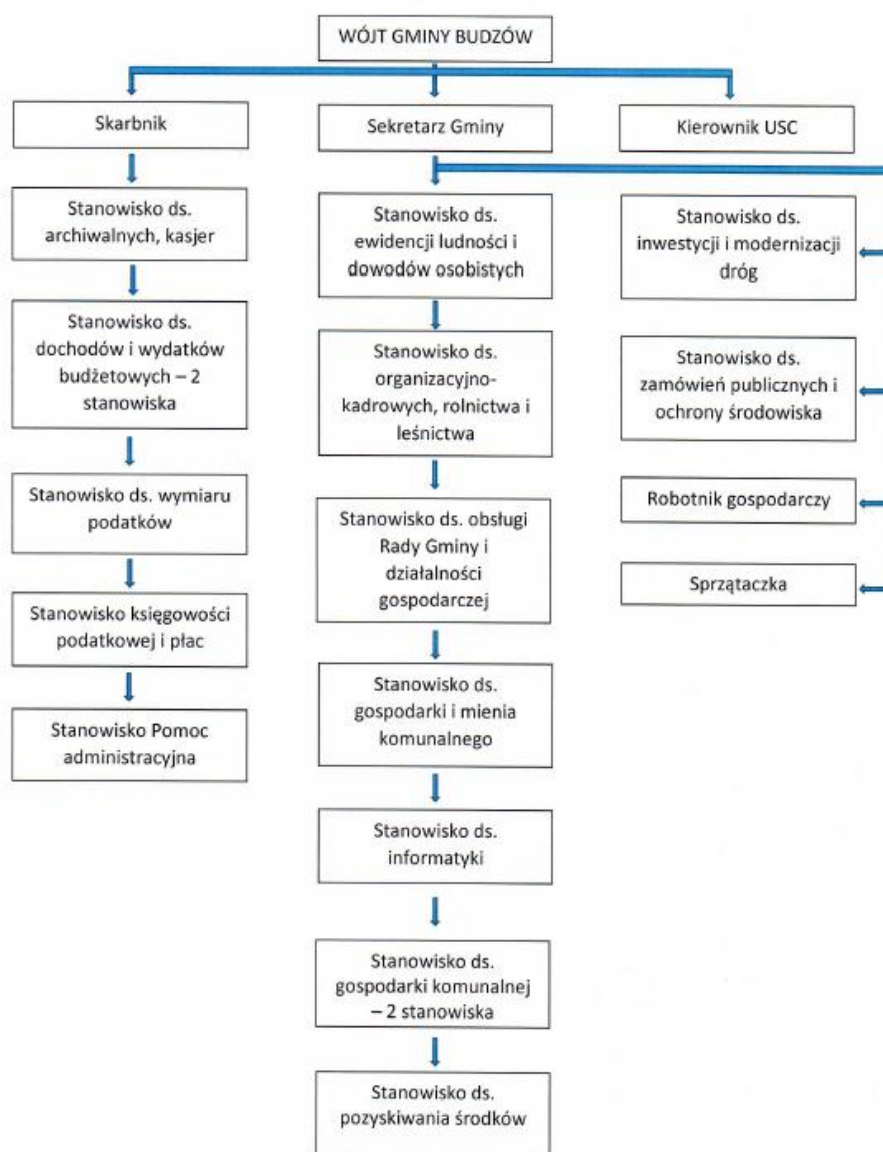 WÓJT GMINY BUDZÓW
Skarbnik
Sekretarz Gminy
Kierownik USC
Stanowisko ds.
archiwalnych, kasjer
Stanowisko ds.
dochodów i wydatków
budżetowych – 2
stanowiska
Stanowisko ds. wymiaru
podatków
Stanowisko księgowości
podatkowej i płac
Stanowisko Pomoc
administracyjna
Stanowisko ds.
ewidencji ludności i
dowodów osobistych
Stanowisko ds.
organizacyjno-
kadrowych, rolnictwa i
leśnictwa
Stanowisko ds. obsługi
Rady Gminy i
działalności
gospodarczej
Stanowisko ds.
gospodarki i mienia
komunalnego
Stanowisko ds.
informatyki
Stanowisko ds.
gospodarki komunalnej
– 2 stanowiska
Stanowisko ds.
pozyskiwania środków
Stanowisko ds.
inwestycji i modernizacji
dróg
Stanowisko ds.
zamówień publicznych i
ochrony środowiska
Robotnik gospodarczy
Sprzątaczka